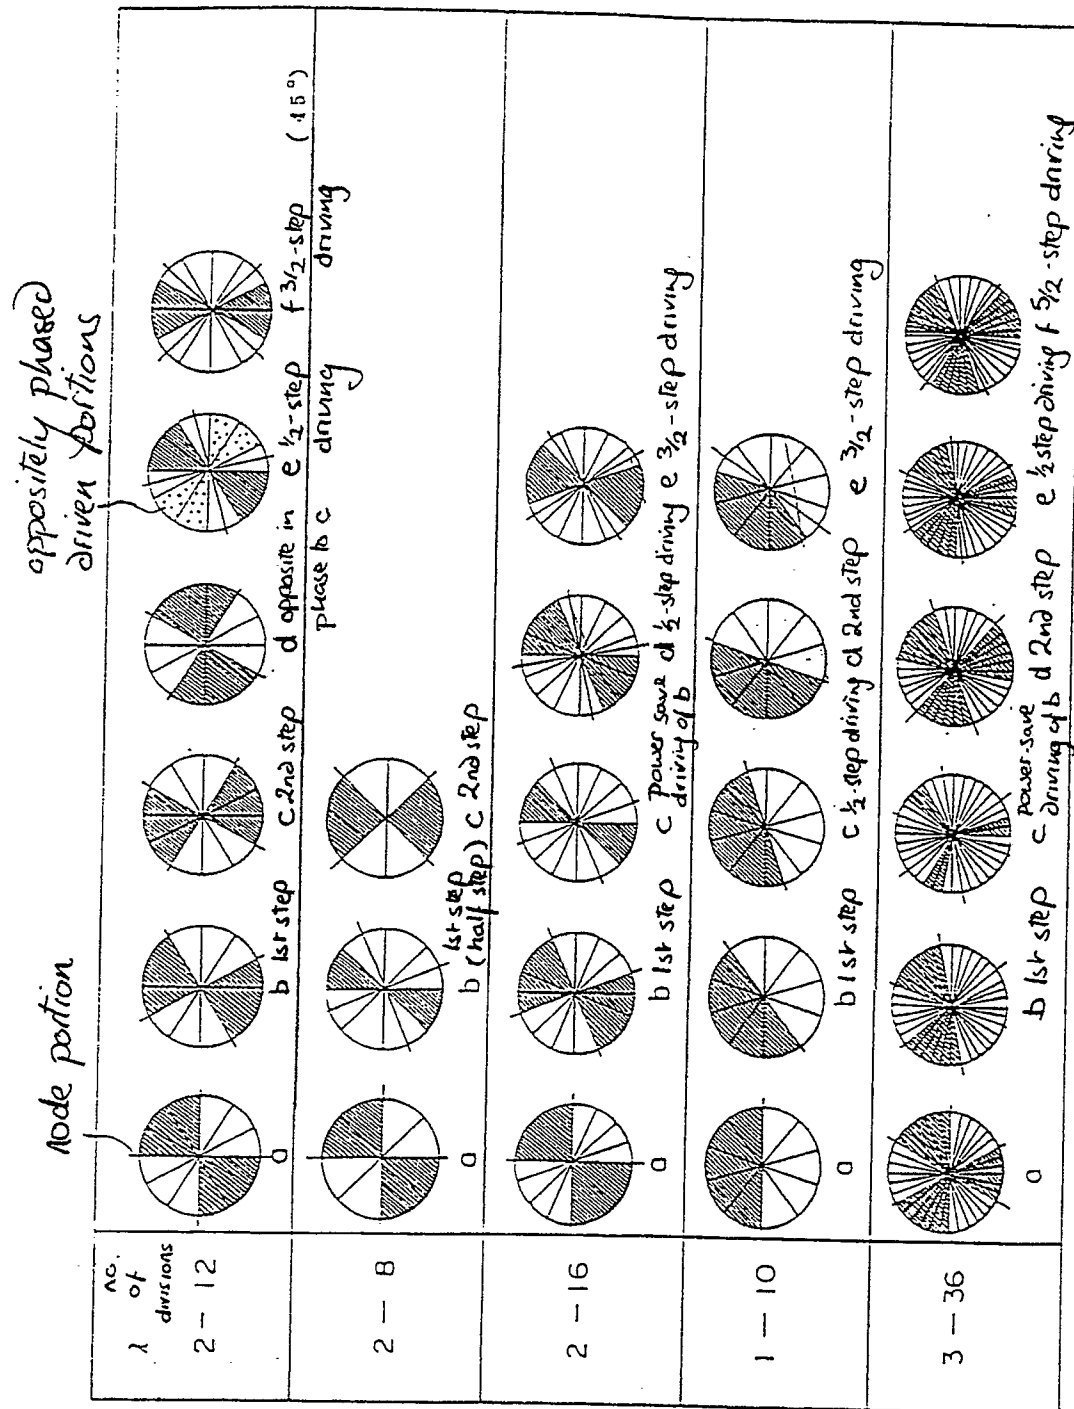 node portion
oppositely phased
driven portions
λ
no.
of
divisions
2 - 12
a
b 1st step
c 2nd step
d opposite in
phase to c
e 1/2-step
driving
f 3/2-step
driving
(15°)
2 - 8
a
b 1st step
(half step)
c 2nd step
2 - 16
a
b 1st step
c power save
driving of b
d 1/2-step driving
e 3/2-step driving
1 - 10
a
b 1st step
c 1/2-step driving
d 2nd step
e 3/2-step driving
3 - 36
a
b 1st step
c power-save
driving of b
d 2nd step
e 1/2 step driving
f 5/2-step driving